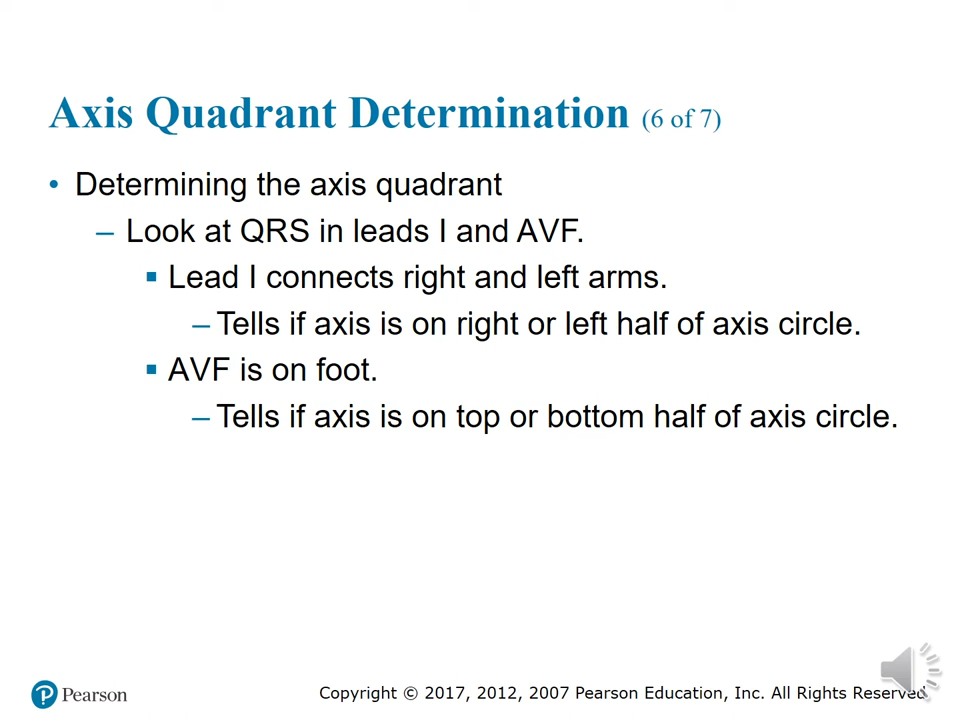 Axis Quadrant Determination (6 of 7)
• Determining the axis quadrant
– Look at QRS in leads I and AVF.
▪ Lead I connects right and left arms.
– Tells if axis is on right or left half of axis circle.
▪ AVF is on foot.
– Tells if axis is on top or bottom half of axis circle.
P Pearson
Copyright © 2017, 2012, 2007 Pearson Education, Inc. All Rights Reserved